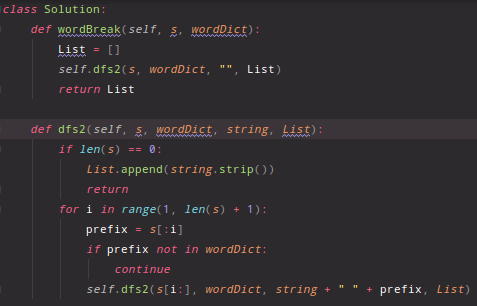 class Solution:
    def wordBreak(self, s, wordDict):
        List = []
        self.dfs2(s, wordDict, "", List)
        return List

    def dfs2(self, s, wordDict, string, List):
        if len(s) == 0:
            List.append(string.strip())
            return
        for i in range(1, len(s) + 1):
            prefix = s[:i]
            if prefix not in wordDict:
                continue
            self.dfs2(s[i:], wordDict, string + " " + prefix, List)